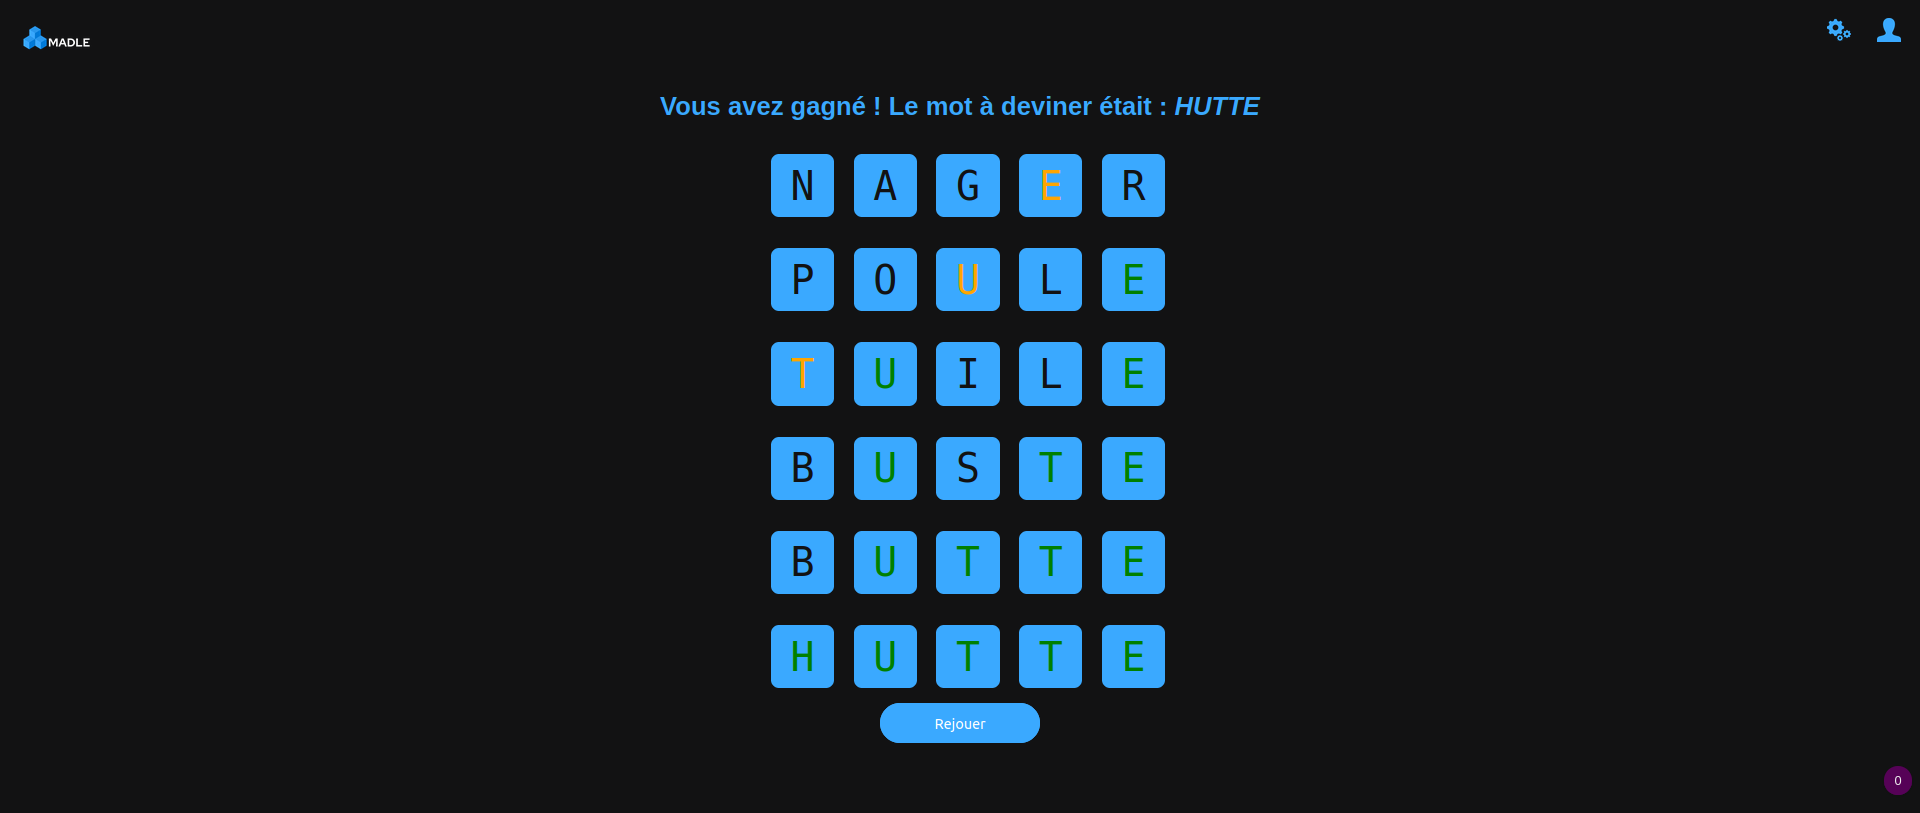 MADLE
Vous avez gagné ! Le mot à deviner était : HUTTE
N A G E R
P O U L E
T U I L E
B U S T E
B U T T E
H U T T E
Rejouer
0